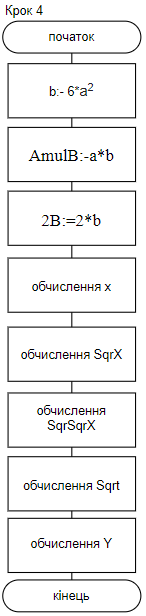 Крок 4
початок
b:- 6*a²
AmulB:-a*b
2B:=2*b
обчислення x
обчислення SqrX
обчислення
SqrSqrX
обчислення Sqrt
обчислення Y
кінець